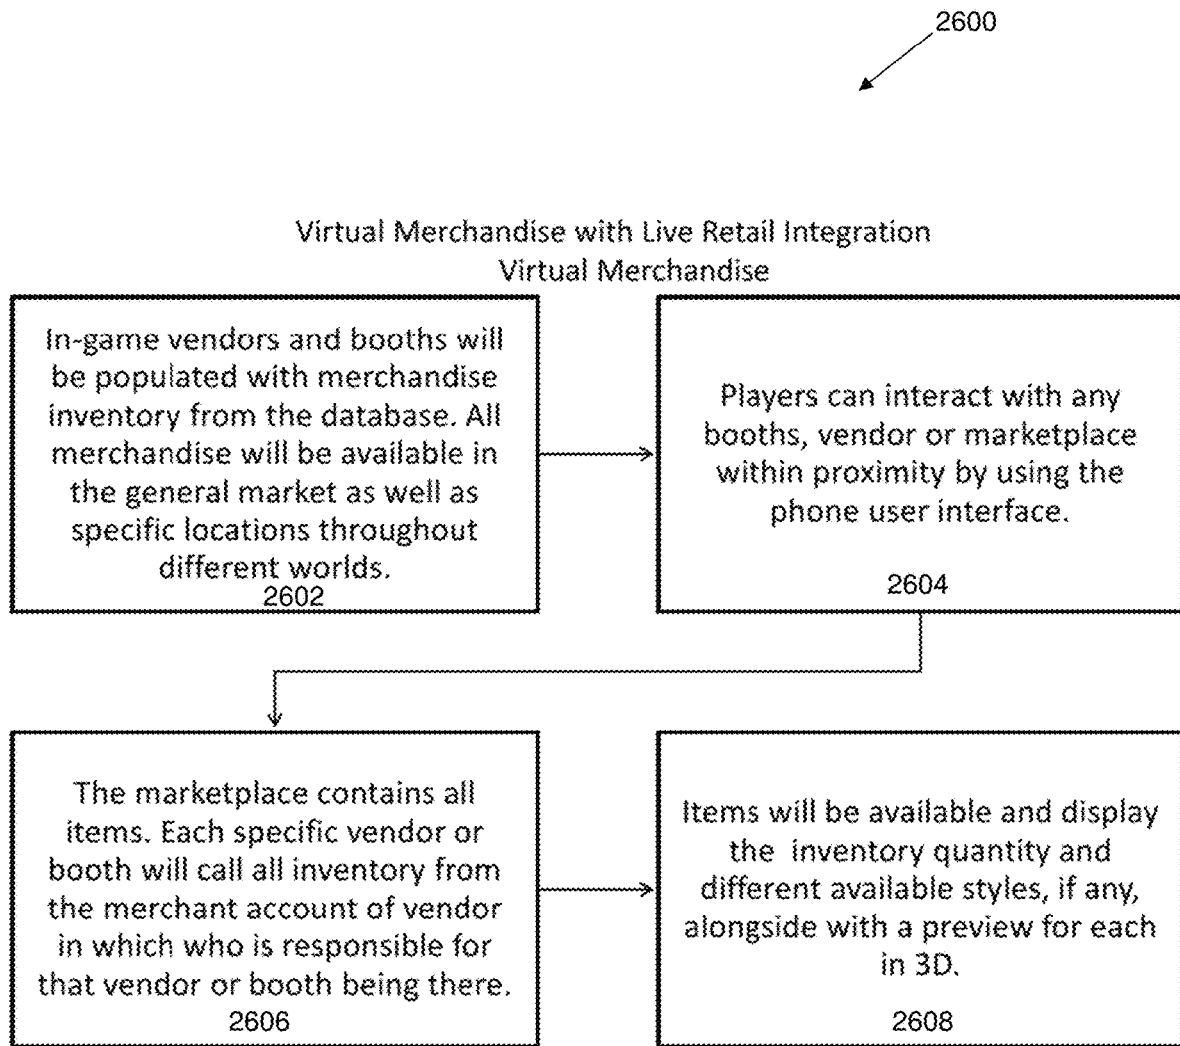 2600
Virtual Merchandise with Live Retail Integration
Virtual Merchandise
In-game vendors and booths will
be populated with merchandise
inventory from the database. All
merchandise will be available in
the general market as well as
specific locations throughout
different worlds.
2602
Players can interact with any
booths, vendor or marketplace
within proximity by using the
phone user interface.
2604
The marketplace contains all
items. Each specific vendor or
booth will call all inventory from
the merchant account of vendor
in which who is responsible for
that vendor or booth being there.
2606
Items will be available and display
the inventory quantity and
different available styles, if any,
alongside with a preview for each
in 3D.
2608